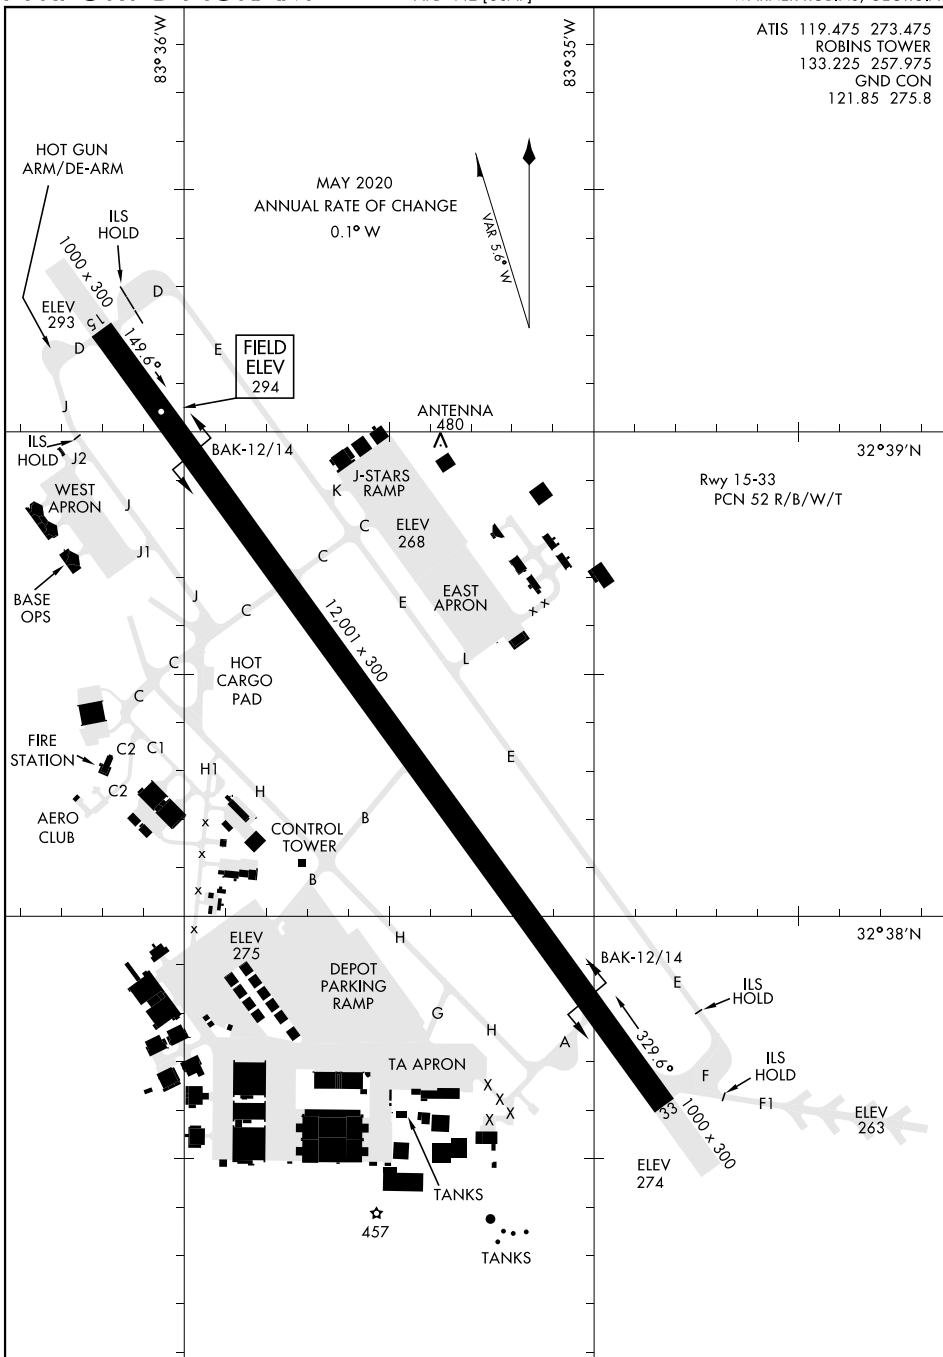 83°36'W
83°35'W
ATIS 119.475 273.475
ROBINS TOWER
133.225 257.975
GND CON
121.85 275.8
HOT GUN
ARM/DE-ARM
MAY 2020
ANNUAL RATE OF CHANGE
0.1° W
VAR 5.6° W
ILS
HOLD
1000 x 300
D
ELEV
293
15
149.6°
D
E
FIELD
ELEV
294
J
ANTENNA
480
ILS
HOLD
J2
BAK-12/14
32°39'N
WEST
APRON
J-STARS
RAMP
K
Rwy 15-33
PCN 52 R/B/W/T
J
C
ELEV
268
J1
C
BASE
OPS
EAST
APRON
J
C
E
x x
12,001 x 300
C
HOT
CARGO
PAD
L
C
FIRE
STATION
C2
C1
H1
E
C2
H
AERO
CLUB
x
B
CONTROL
TOWER
x
B
x
x
ELEV
275
H
32°38'N
DEPOT
PARKING
RAMP
BAK-12/14
E
ILS
HOLD
G
H
A
329.6°
TA APRON
F
ILS
HOLD
X
X
X
X
33
1000 x 300
F1
ELEV
263
ELEV
274
TANKS
457
TANKS